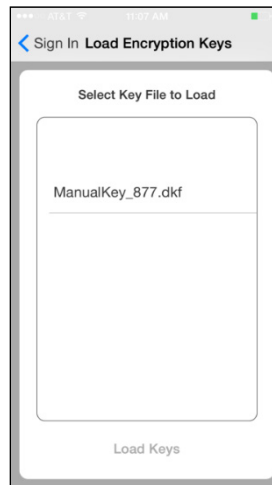 AT&T 11:07 AM
Sign In Load Encryption Keys
Select Key File to Load
ManualKey_877.dkf
Load Keys